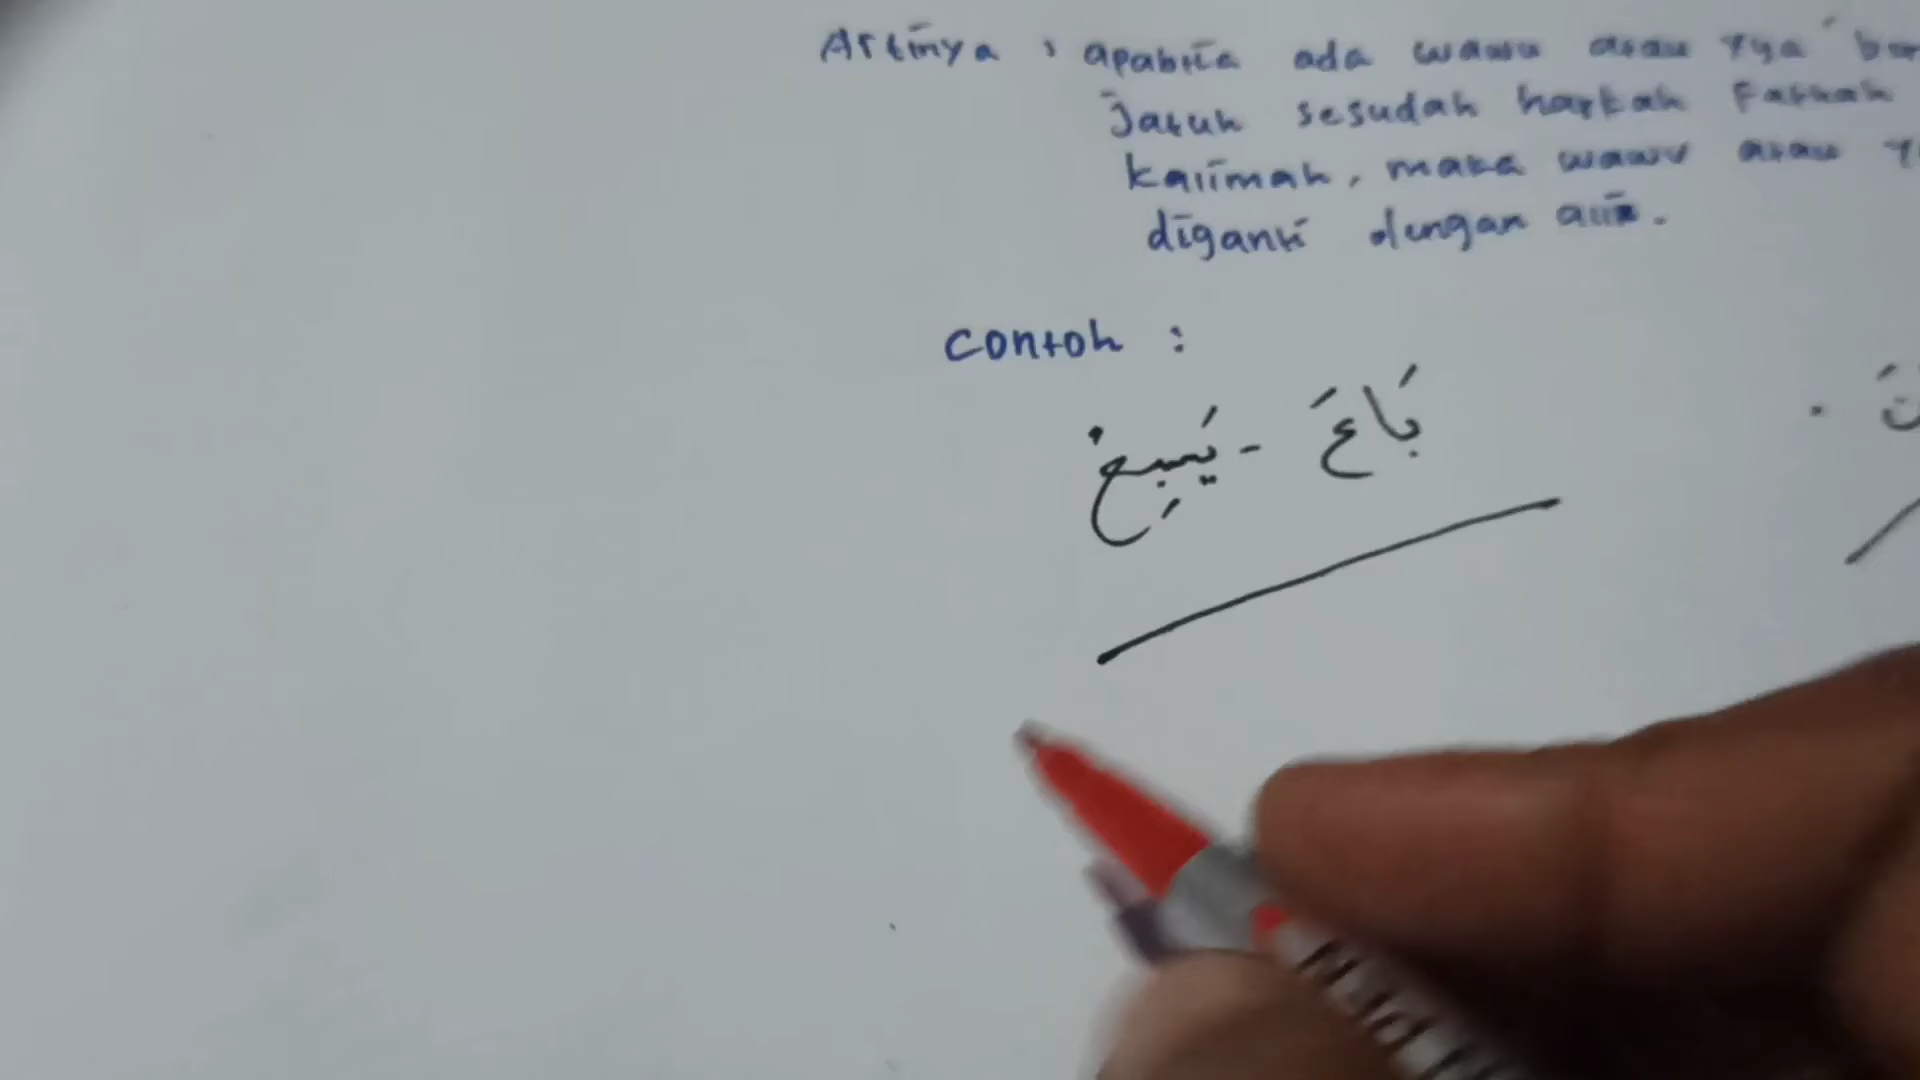 Artinya : apabila ada wawu atau Yya' ber
jatuh sesudah harkah Fathah
kalimah, maka wawu atau Y
diganti dengan alif.
Contoh :
بَاعَ - يَبِيع